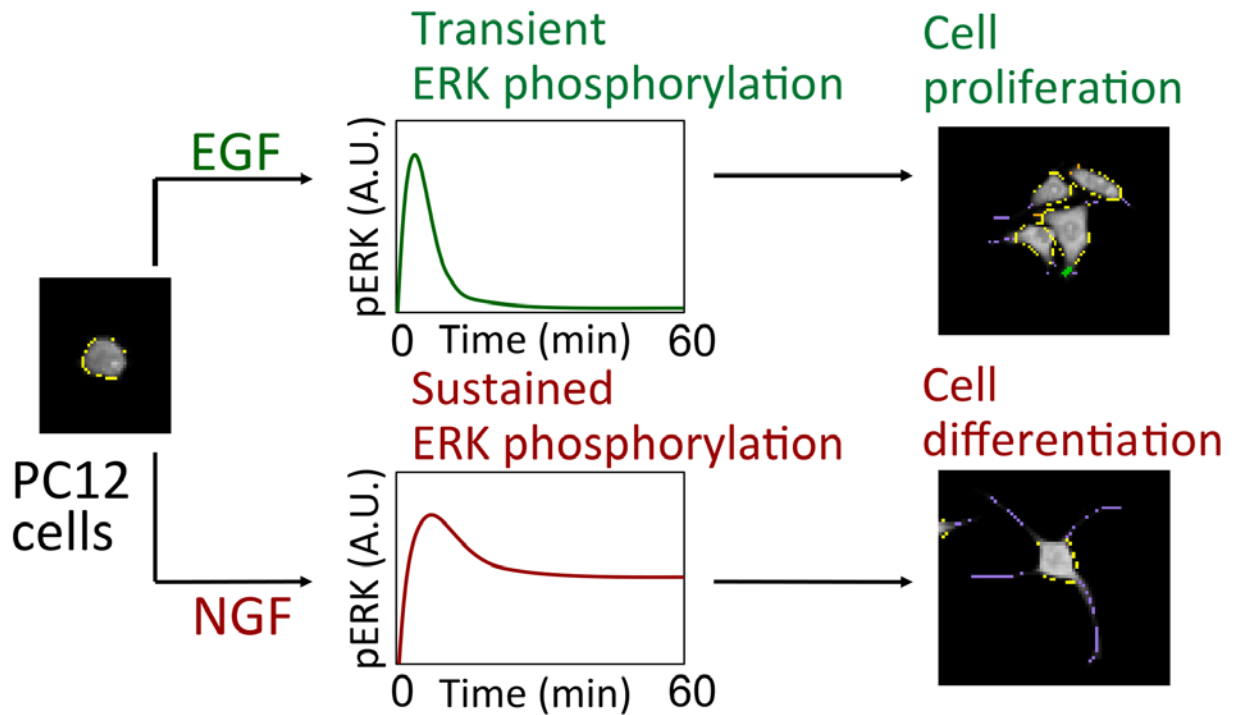 Transient
ERK phosphorylation
Cell
proliferation
EGF
pERK (A.U.)
0 Time (min) 60
PC12
cells
Sustained
ERK phosphorylation
Cell
differentiation
NGF
pERK (A.U.)
0 Time (min) 60